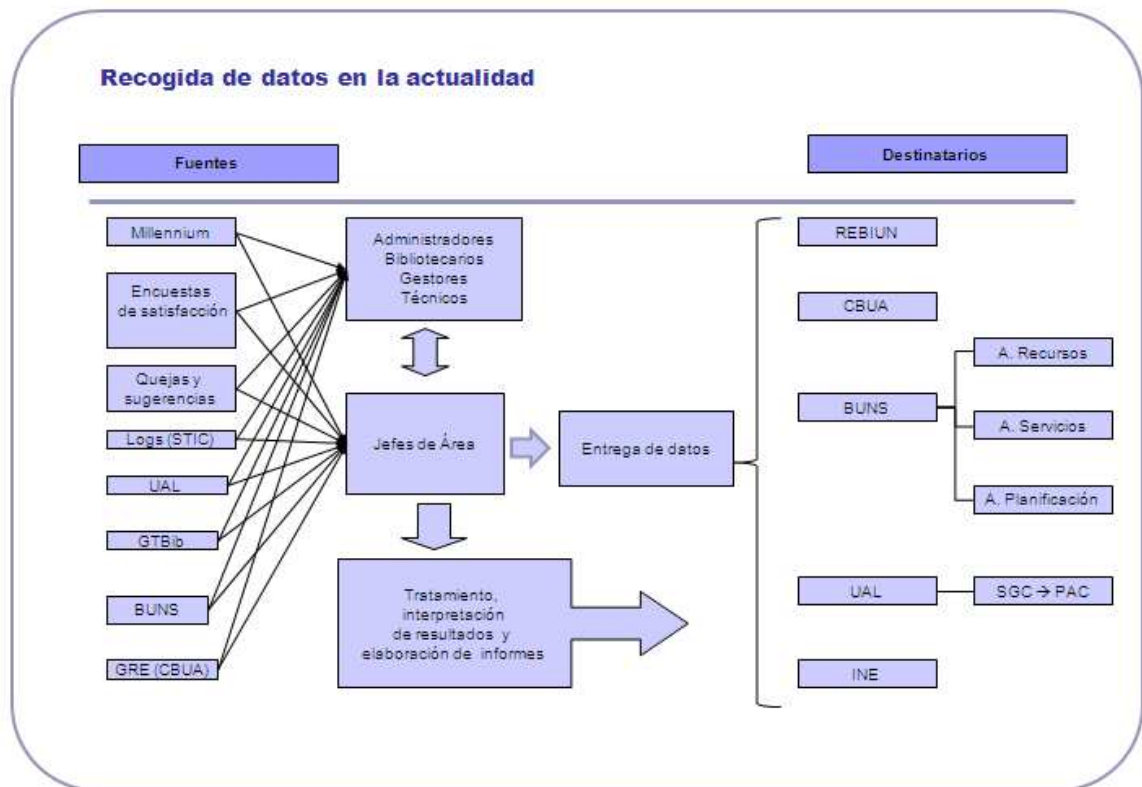 Recogida de datos en la actualidad
Fuentes
Destinatarios
Millennium
Encuestas
de satisfacción
Quejas y
sugerencias
Logs (STIC)
UAL
GTBib
BUNS
GRE (CBUA)
Administradores
Bibliotecarios
Gestores
Técnicos
Jefes de Área
Tratamiento,
interpretación
de resultados y
elaboración de informes
Entrega de datos
REBIUN
CBUA
BUNS
A. Recursos
A. Servicios
A. Planificación
UAL
SGC → PAC
INE